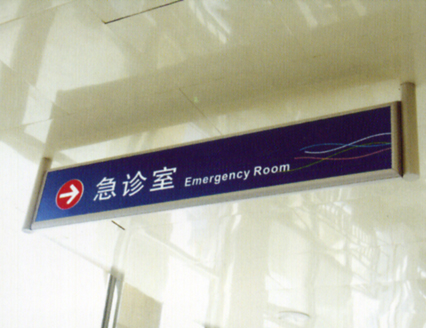 急诊室 Emergency Room